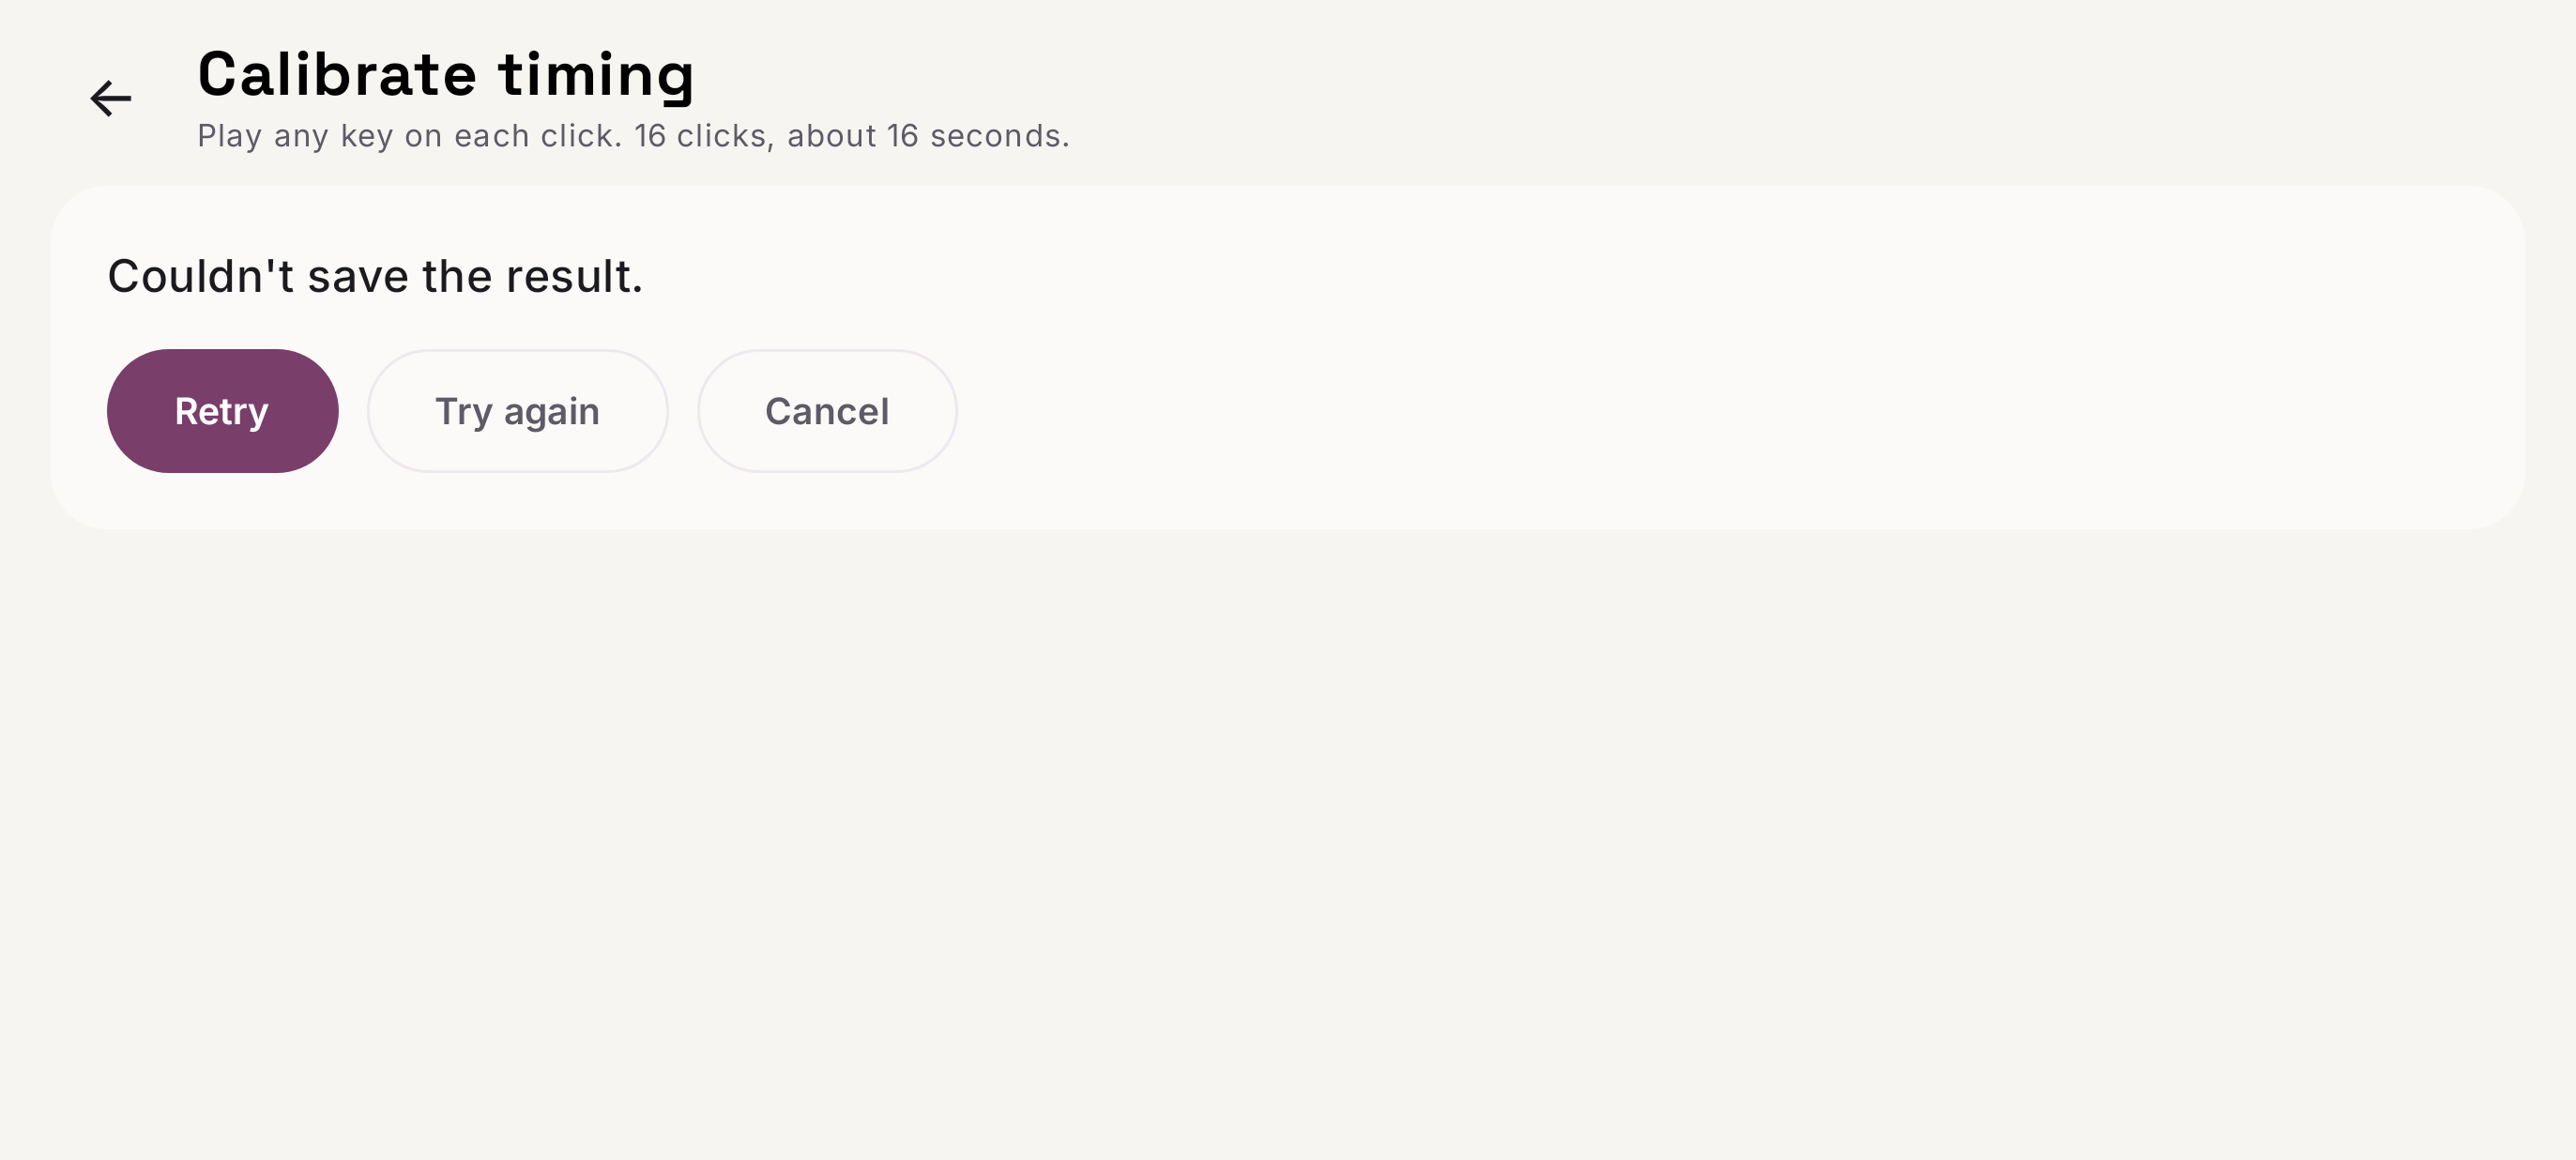 Calibrate timing
Play any key on each click. 16 clicks, about 16 seconds.
Couldn't save the result.
Retry
Try again
Cancel